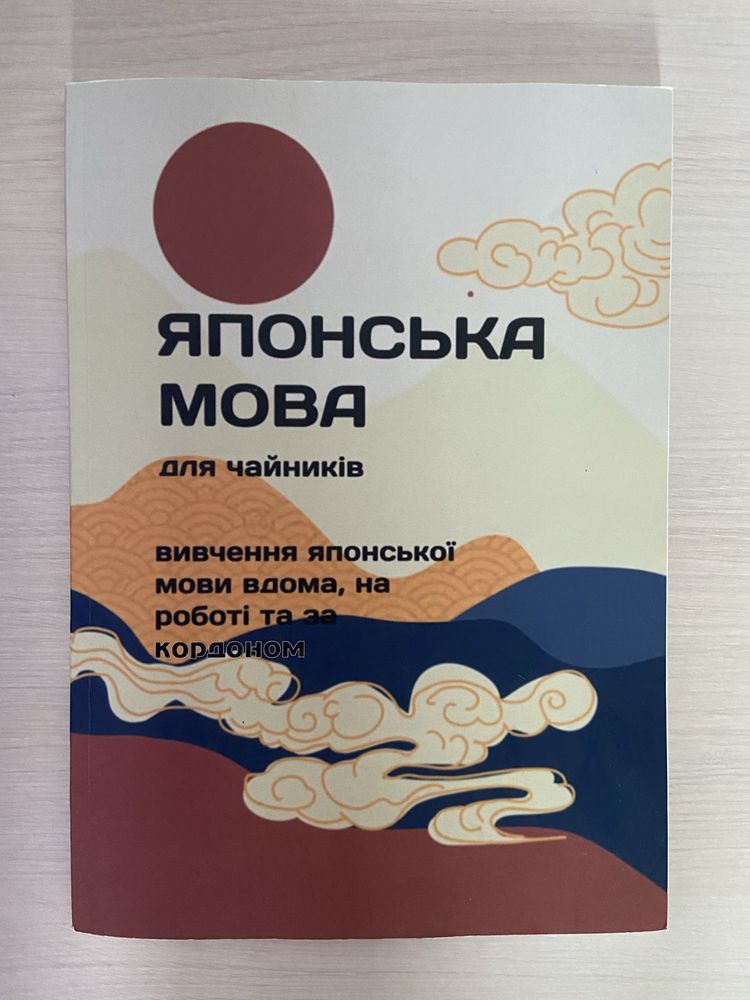 ЯПОНСЬКА
МОВА
для чайників
вивчення японської
мови вдома, на
роботі та за
кордоном